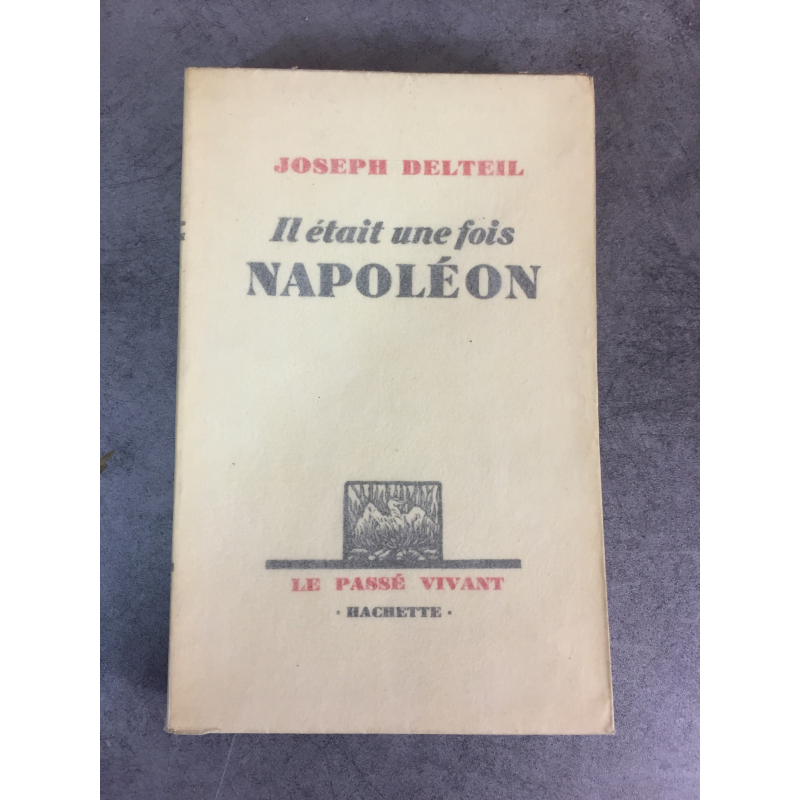 JOSEPH DELTEIL
Il était une fois
NAPOLÉON
LE PASSÉ VIVANT
· HACHETTE ·